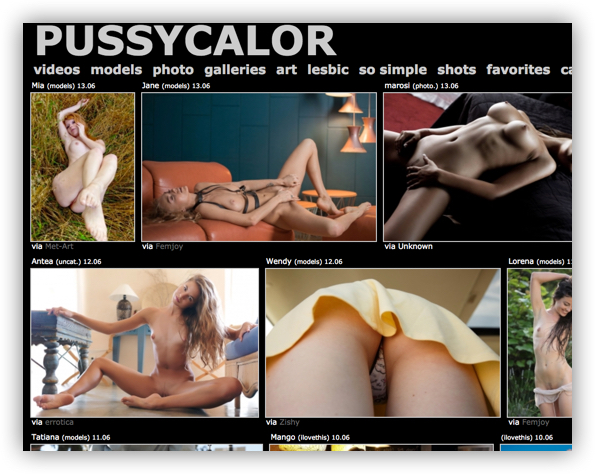 PUSSYCALOR
videos models photo galleries art lesbic so simple shots favorites ca
Mia (models) 13.06
Jane (models) 13.06
marosi (photo.) 13.06
via Met-Art
via Femjoy
via Unknown
Antea (uncat.) 12.06
Wendy (models) 12.06
Lorena (models) 1
via errotica
via Zishy
via Femjoy
Tatiana (models) 11.06
Mango (ilovethis) 10.06
(ilovethis) 10.06